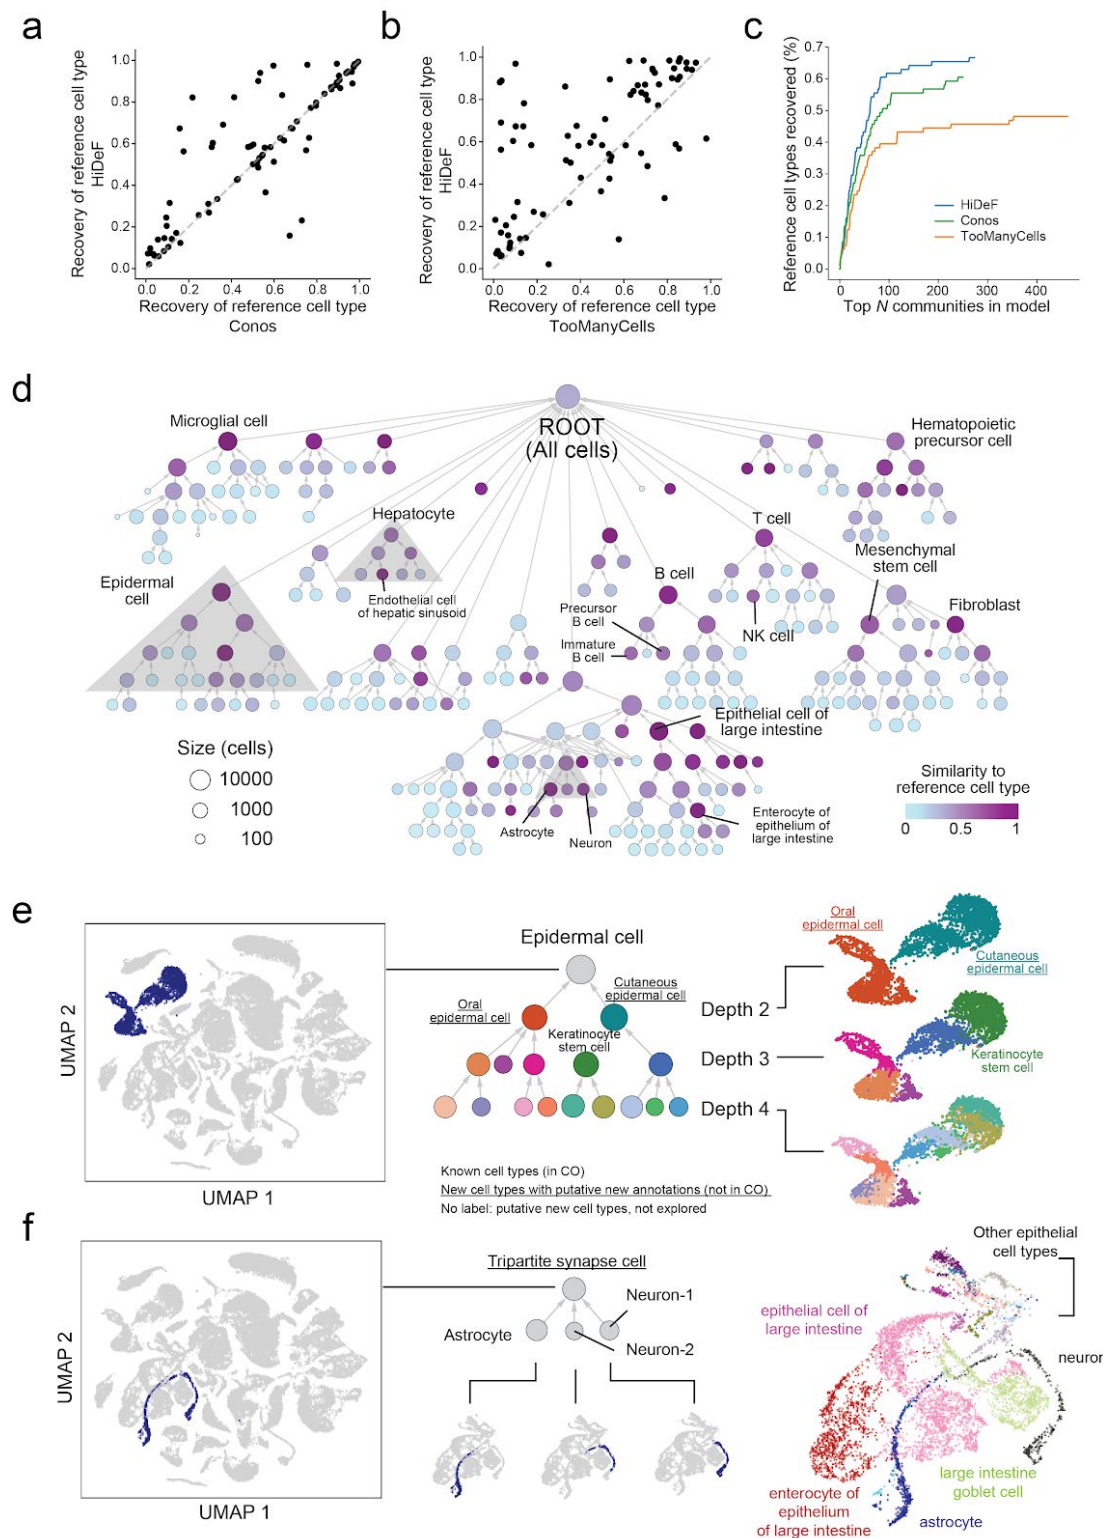 a
Recovery of reference cell type
HiDeF
1.0
0.8
0.6
0.4
0.2
0.0
0.0 0.2 0.4 0.6 0.8 1.0
Recovery of reference cell type
Conos
b
Recovery of reference cell type
HiDeF
1.0
0.8
0.6
0.4
0.2
0.0
0.0 0.2 0.4 0.6 0.8 1.0
Recovery of reference cell type
TooManyCells
c
Reference cell types recovered (%)
0.7
0.6
0.5
0.4
0.3
0.2
0.1
0.0
HiDeF
Conos
TooManyCells
0 100 200 300 400
Top N communities in model
d
Microglial cell
ROOT
(All cells)
Hematopoietic
precursor cell
Hepatocyte
T cell
Mesenchymal
stem cell
Epidermal
cell
Endothelial cell
of hepatic sinusoid
B cell
Precursor
B cell
Immature
B cell
NK cell
Fibroblast
Epithelial cell of
large intestine
Size (cells)
10000
1000
100
Astrocyte
Neuron
Enterocyte of
epithelium of
large intestine
Similarity to
reference cell type
0 0.5 1
e
UMAP 2
UMAP 1
Epidermal cell
Oral
epidermal cell
Cutaneous
epidermal cell
Keratinocyte
stem cell
Depth 2
Depth 3
Depth 4
Oral
epidermal cell
Cutaneous
epidermal cell
Keratinocyte
stem cell
Known cell types (in CO)
New cell types with putative new annotations (not in CO)
No label: putative new cell types, not explored
f
UMAP 2
UMAP 1
Tripartite synapse cell
Neuron-1
Astrocyte
Neuron-2
Other epithelial
cell types
epithelial cell of
large intestine
neuron
large intestine
goblet cell
enterocyte of
epithelium
of large intestine
astrocyte